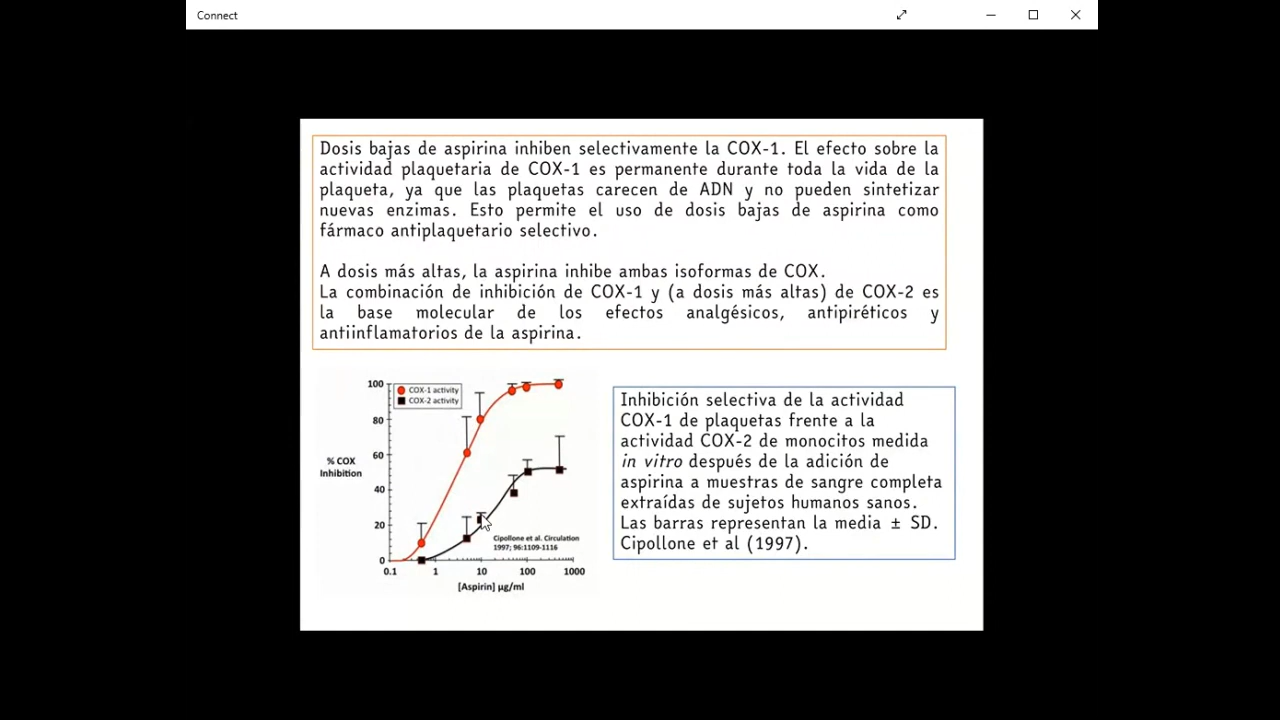 Connect
Dosis bajas de aspirina inhiben selectivamente la COX-1. El efecto sobre la
actividad plaquetaria de COX-1 es permanente durante toda la vida de la
plaqueta, ya que las plaquetas carecen de ADN y no pueden sintetizar
nuevas enzimas. Esto permite el uso de dosis bajas de aspirina como
fármaco antiplaquetario selectivo.
A dosis más altas, la aspirina inhibe ambas isoformas de COX.
La combinación de inhibición de COX-1 y (a dosis más altas) de COX-2 es
la base molecular de los efectos analgésicos, antipiréticos y
antiinflamatorios de la aspirina.
% COX
Inhibition
100
80
60
40
20
0
COX-1 activity
COX-2 activity
Cipollone et al. Circulation
1997; 96:1109-1116
0.1 1 10 100 1000
[Aspirin] µg/ml
Inhibición selectiva de la actividad
COX-1 de plaquetas frente a la
actividad COX-2 de monocitos medida
in vitro después de la adición de
aspirina a muestras de sangre completa
extraídas de sujetos humanos sanos.
Las barras representan la media ± SD.
Cipollone et al (1997).